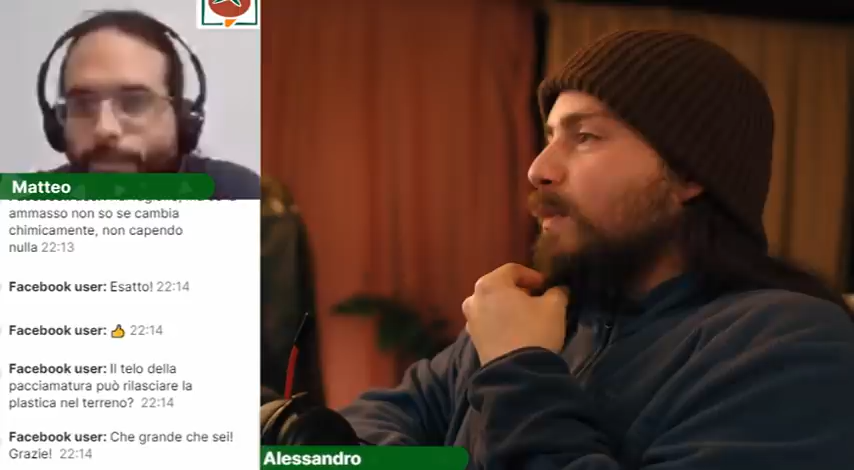 Matteo
ammasso non so se cambia
chimicamente, non capendo
nulla 22:13
Facebook user: Esatto! 22:14
Facebook user: 👍 22:14
Facebook user: Il telo della
pacciamatura può rilasciare la
plastica nel terreno? 22:14
Facebook user: Che grande che sei!
Grazie! 22:14
Alessandro